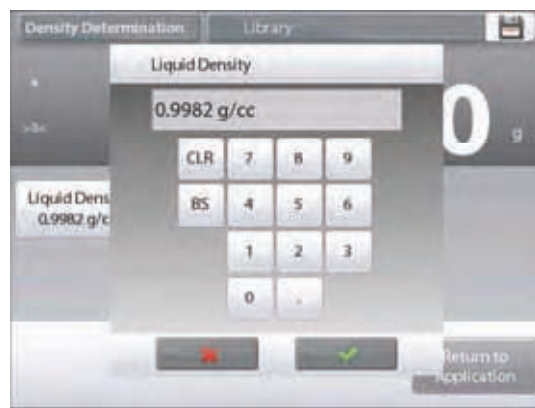 Density Determination
Library
Liquid Density
0.9982 g/cc
0
g
CLR 7 8 9
BS 4 5 6
1 2 3
0 .
Liquid Dens
0.9982 g/c
Return to
Application